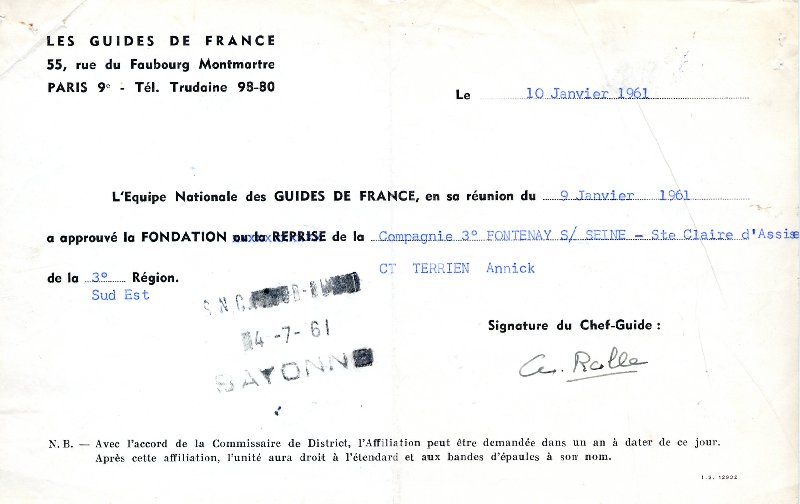 LES GUIDES DE FRANCE
55, rue du Faubourg Montmartre
PARIS 9e - Tél. Trudaine 98-80
Le 10 Janvier 1961
L'Equipe Nationale des GUIDES DE FRANCE, en sa réunion du 9 Janvier 1961
a approuvé la FONDATION ou la REPRISE de la Compagnie 3° FONTENAY S/ SEINE - Ste Claire d'Assise
de la 3° Région. CT TERRIEN Annick
Sud Est
S.N.C.F.
4-7-61
BAYONNE
Signature du Chef-Guide :
N. B. — Avec l'accord de la Commissaire de District, l'Affiliation peut être demandée dans un an à dater de ce jour.
Après cette affiliation, l'unité aura droit à l'étendard et aux bandes d'épaules à son nom.